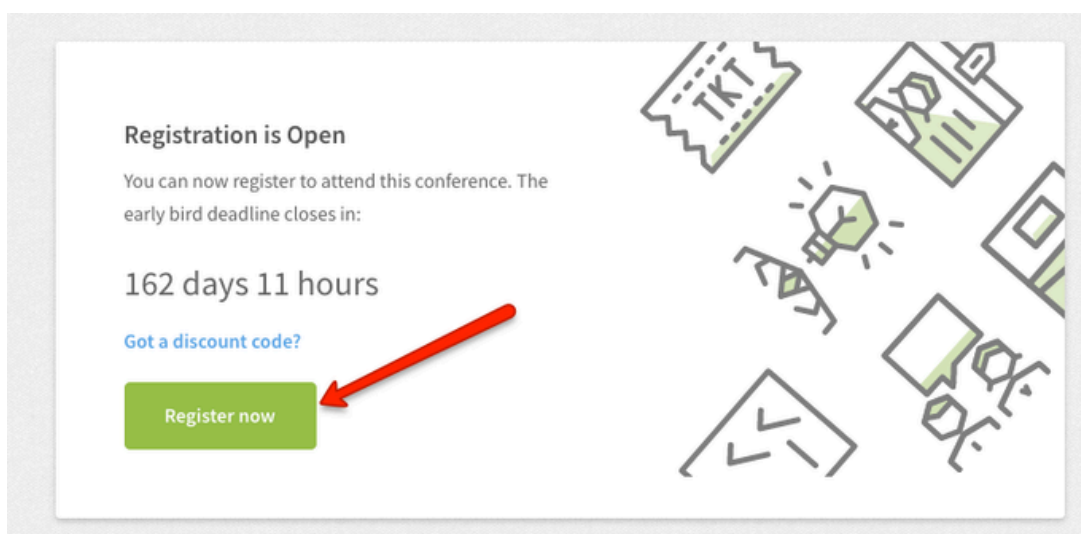 TKT
Registration is Open
You can now register to attend this conference. The
early bird deadline closes in:
162 days 11 hours
Got a discount code?
Register now